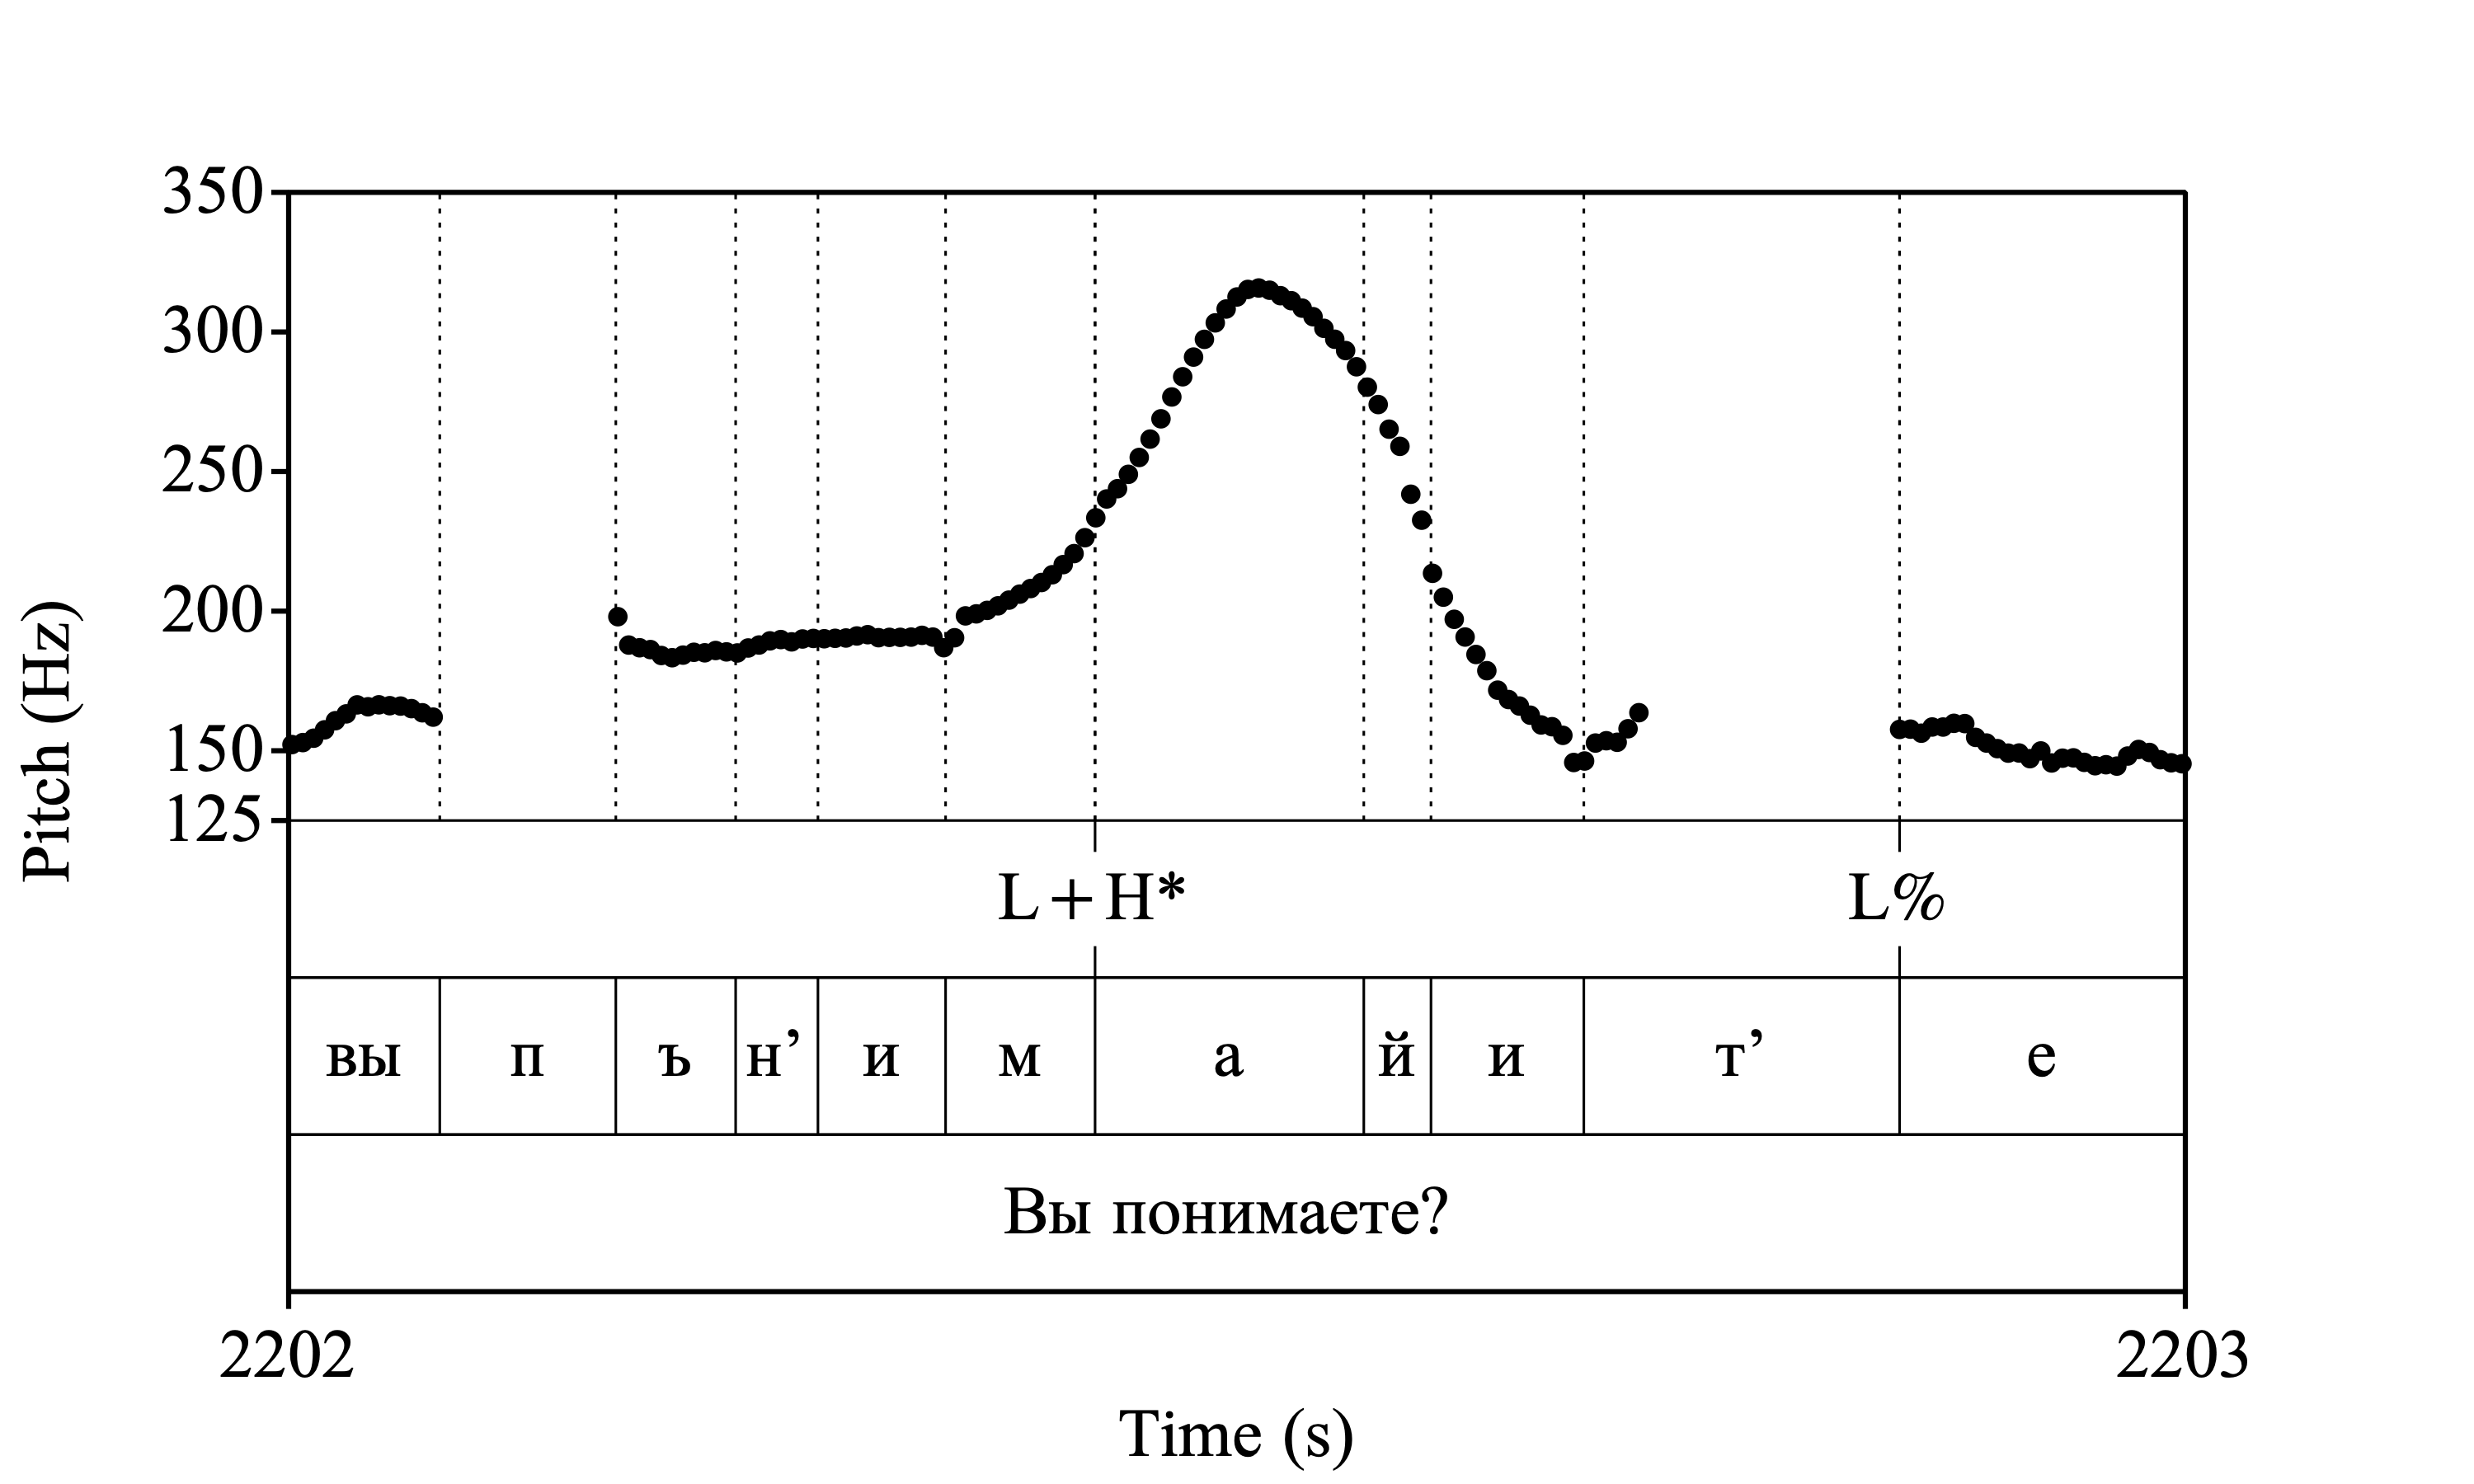 350
300
250
200
150
125
Pitch (Hz)
L+H* L%
вы п ъ н’ и м а й и т’ е
Вы понимаете?
2202 2203
Time (s)